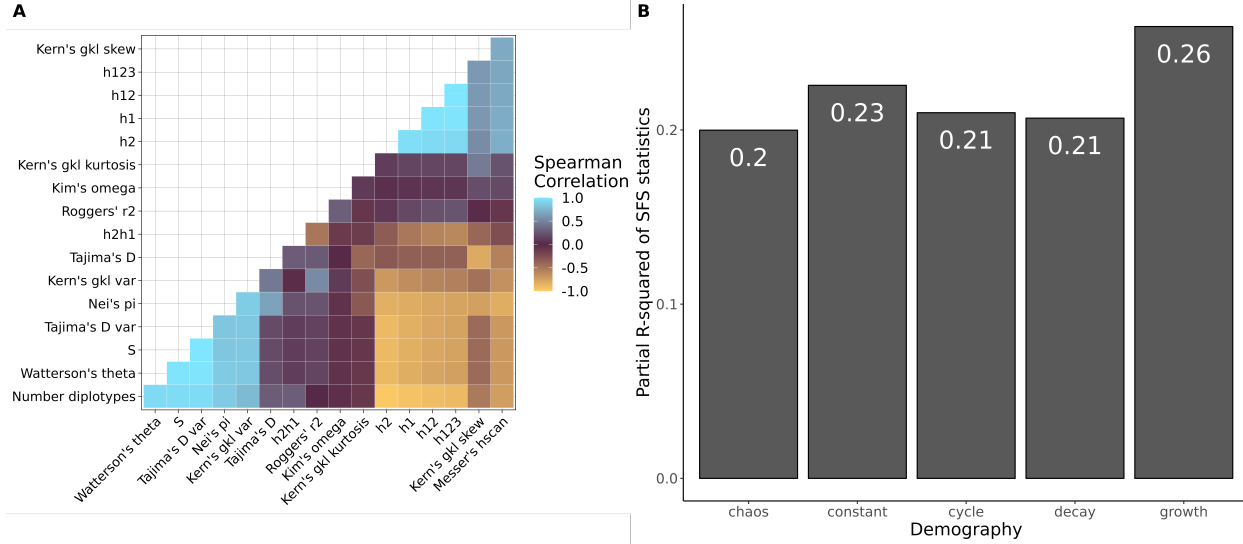 A
Kern's gkl skew
h123
h12
h1
h2
Kern's gkl kurtosis
Kim's omega
Roggers' r2
h2h1
Tajima's D
Kern's gkl var
Nei's pi
Tajima's D var
S
Watterson's theta
Number diplotypes
Watterson's theta
S
Tajima's D var
Nei's pi
Kern's gkl var
Tajima's D
h2h1
Roggers' r2
Kim's omega
Kern's gkl kurtosis
h2
h1
h12
h123
Kern's gkl skew
Messer's hscan
Spearman
Correlation
1.0
0.5
0.0
-0.5
-1.0
B
Partial R-squared of SFS statistics
0.2
0.1
0.0
0.2
0.23
0.21
0.21
0.26
chaos
constant
cycle
decay
growth
Demography